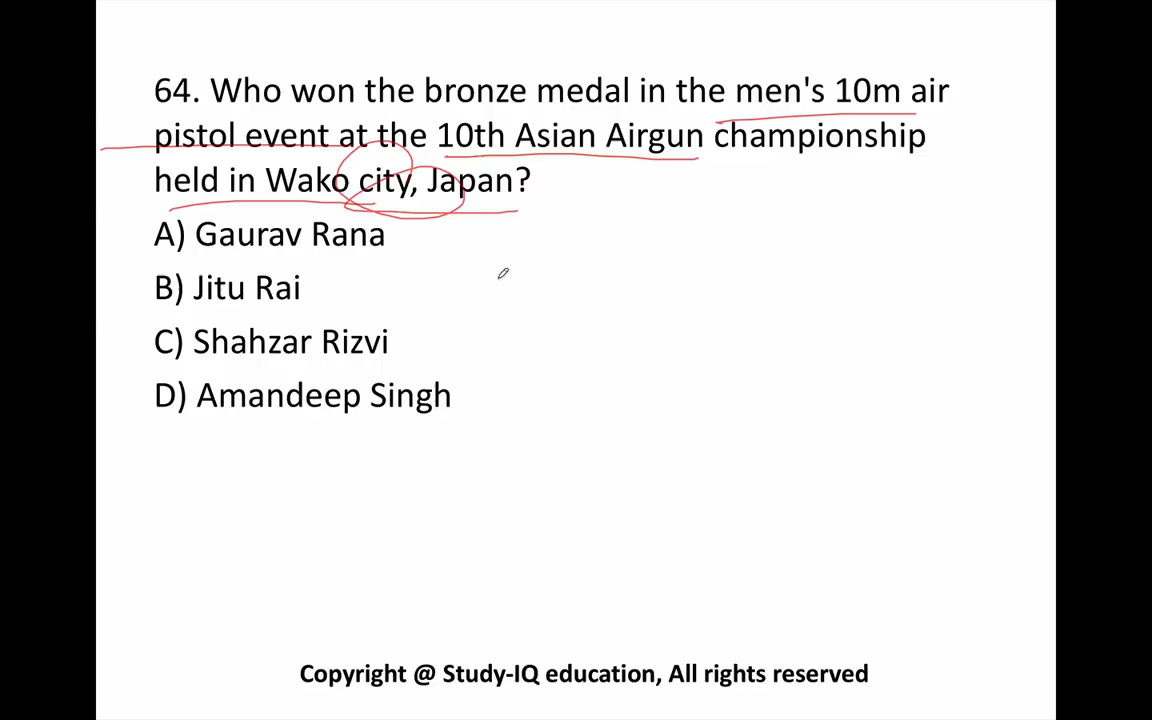 64. Who won the bronze medal in the men's 10m air
pistol event at the 10th Asian Airgun championship
held in Wako city, Japan?
A) Gaurav Rana
B) Jitu Rai
C) Shahzar Rizvi
D) Amandeep Singh
Copyright @ Study-IQ education, All rights reserved